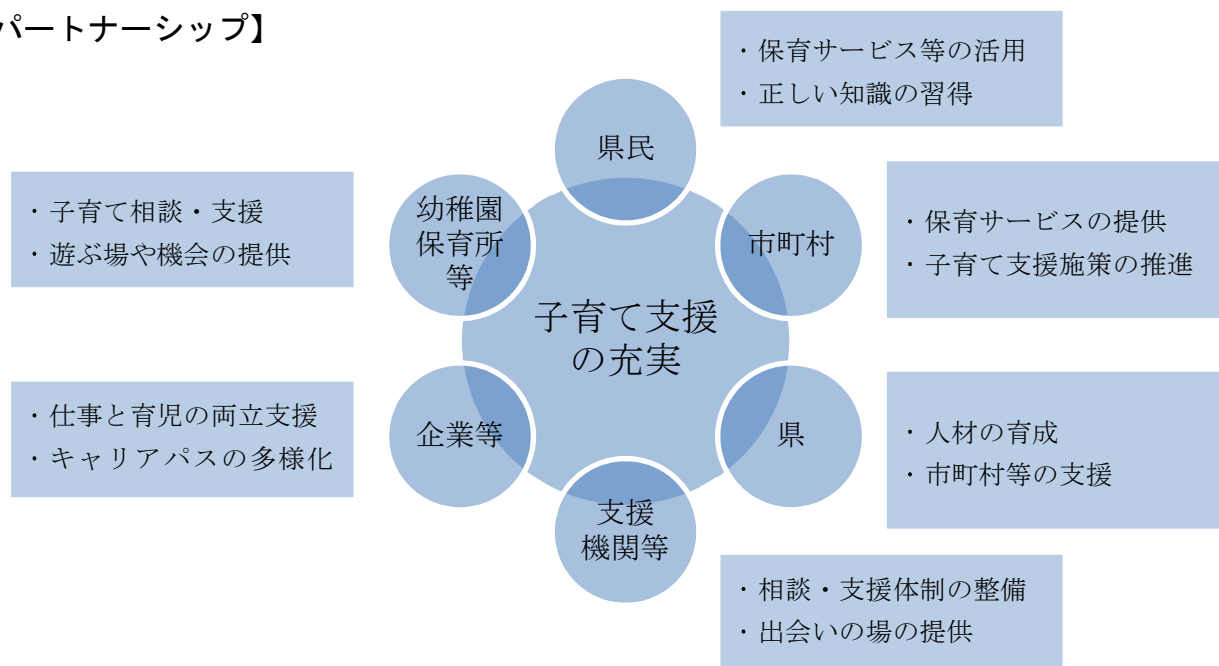 パートナーシップ】
・保育サービス等の活用
・正しい知識の習得
県民
・子育て相談・支援
・遊ぶ場や機会の提供
幼稚園
保育所
等
市町村
・保育サービスの提供
・子育て支援施策の推進
子育て支援
の充実
・仕事と育児の両立支援
・キャリアパスの多様化
企業等
県
・人材の育成
・市町村等の支援
支援
機関等
・相談・支援体制の整備
・出会いの場の提供